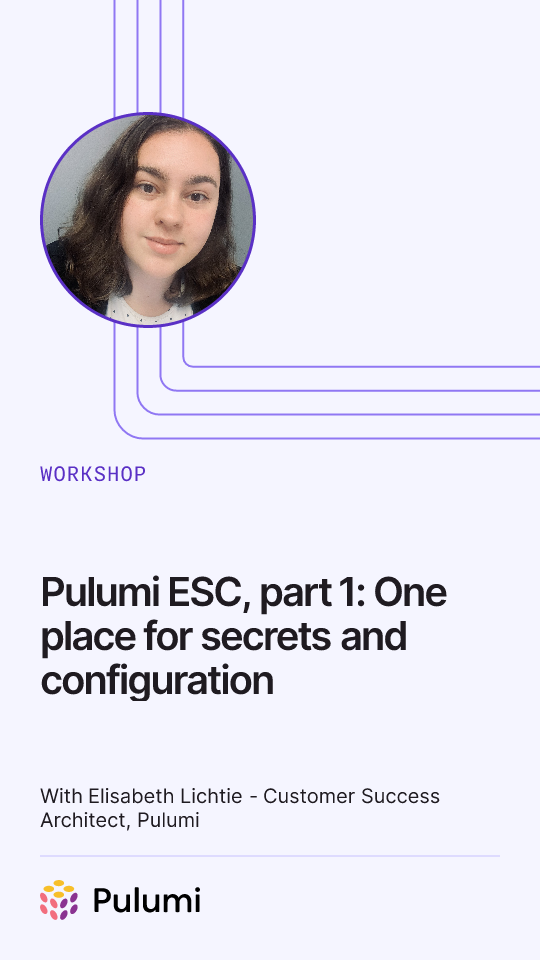 WORKSHOP
Pulumi ESC, part 1: One
place for secrets and
configuration
With Elisabeth Lichtie - Customer Success
Architect, Pulumi
Pulumi